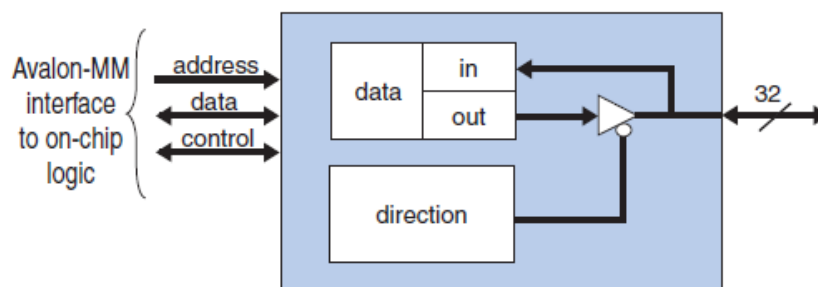 Avalon-MM
interface
to on-chip
logic
address
data
control
data
in
out
direction
32